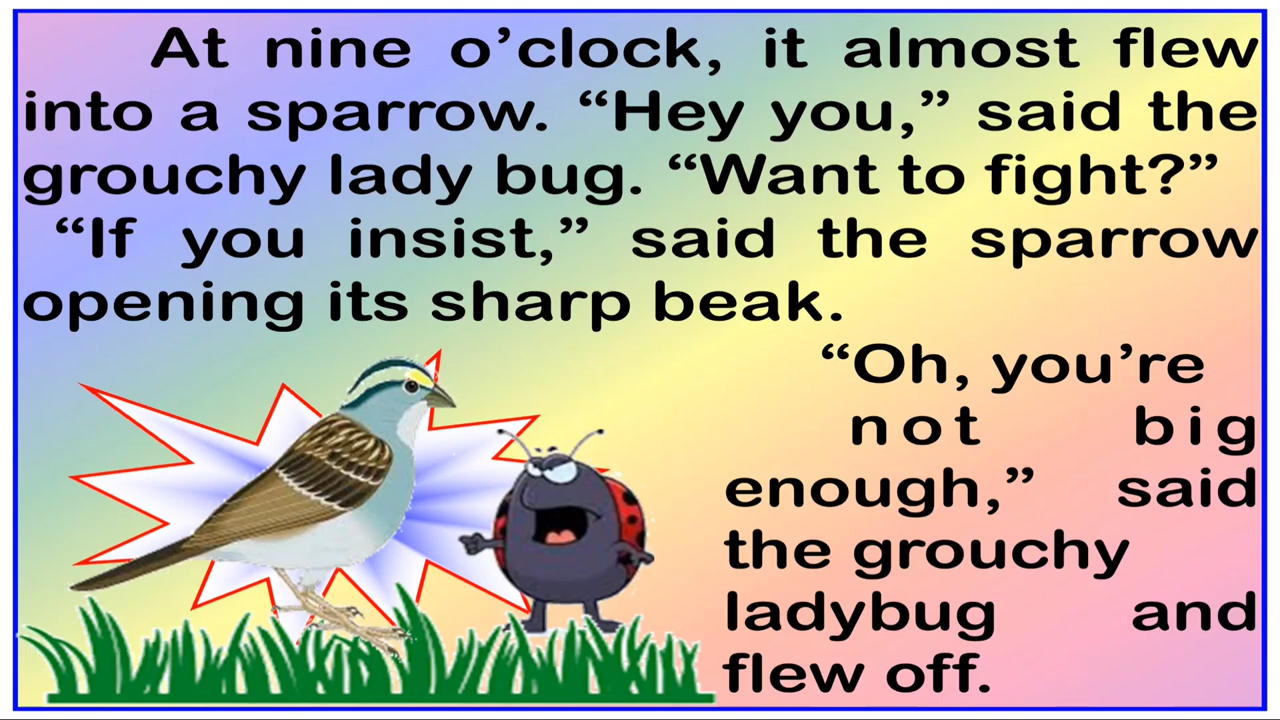 At nine o’clock, it almost flew
into a sparrow. “Hey you,” said the
grouchy lady bug. “Want to fight?”
“If you insist,” said the sparrow
opening its sharp beak.
“Oh, you’re
not big
enough,” said
the grouchy
ladybug and
flew off.